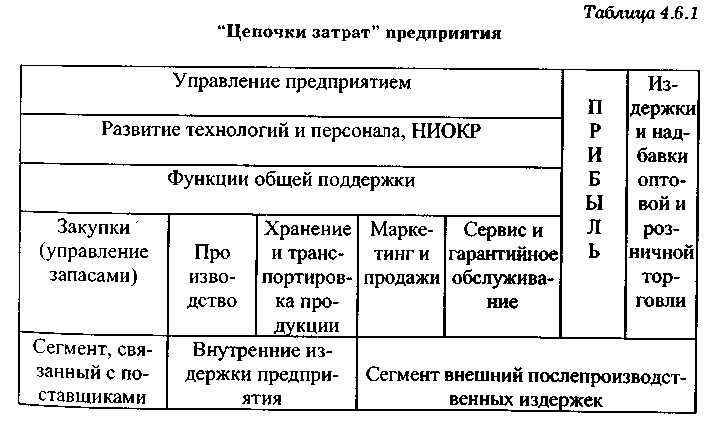 Таблица 4.6.1
“Цепочки затрат” предприятия
Управление предприятием
Развитие технологий и персонала, НИОКР
Функции общей поддержки
Закупки
(управление
запасами)
Про
изво-
дство
Хранение
и транс-
портиров-
ка про-
дукции
Марке-
тинг и
продажи
Сервис и
гарантийное
обслужива-
ние
П
Р
И
Б
Ы
Л
Ь
Из-
держки
и над-
бавки
опто-
вой и
роз-
ничной
тор-
говли
Сегмент, свя-
занный с по-
ставщиками
Внутренние из-
держки предпри-
ятия
Сегмент внешний послепроизводст-
венных издержек